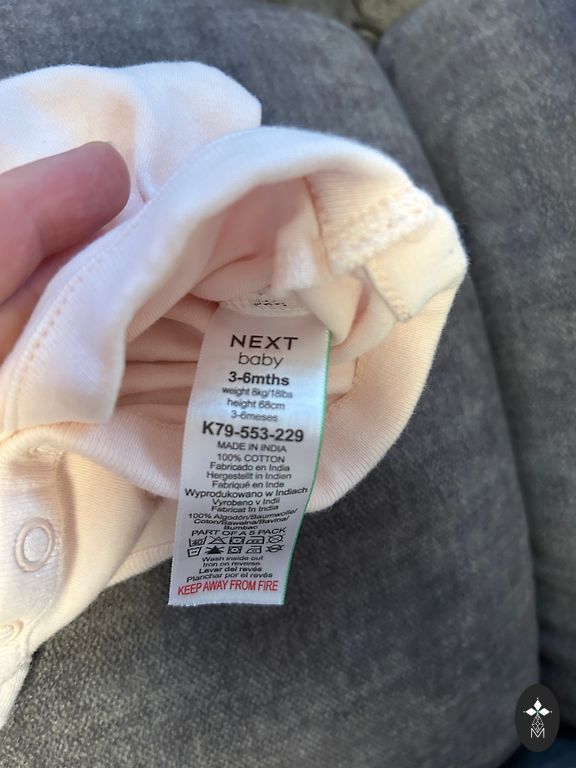 NEXT
baby
3-6mths
weight 8kg/18lbs
height 68cm
3-6meses
K79-553-229
MADE IN INDIA
100% COTTON
Fabricado en India
Hergestellt in Indien
Fabriqué en Inde
Wyprodukowano w Indiach
Vyrobeno v Indii
Fabricat în India
100% Algodón/Baumwolle/
Coton/Bawełna/Bavlna/
Bumbac
PART OF A 5 PACK
40
Wash inside out
Iron on reverse
Lavar del revés
Planchar por el revés
KEEP AWAY FROM FIRE
M